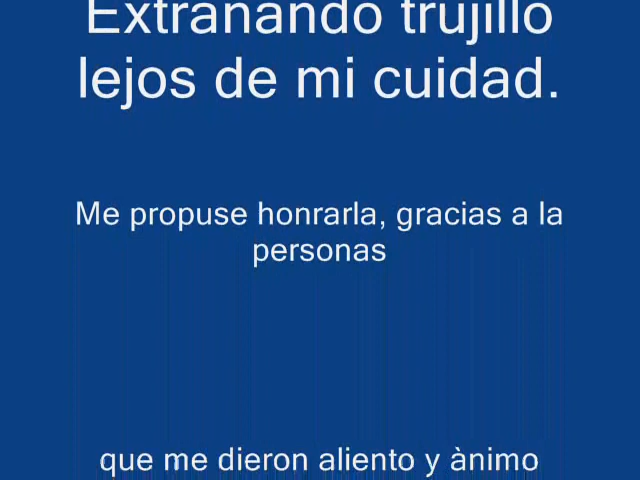 Extrañando trujillo
lejos de mi cuidad.
Me propuse honrarla, gracias a la
personas
que me dieron aliento y ànimo